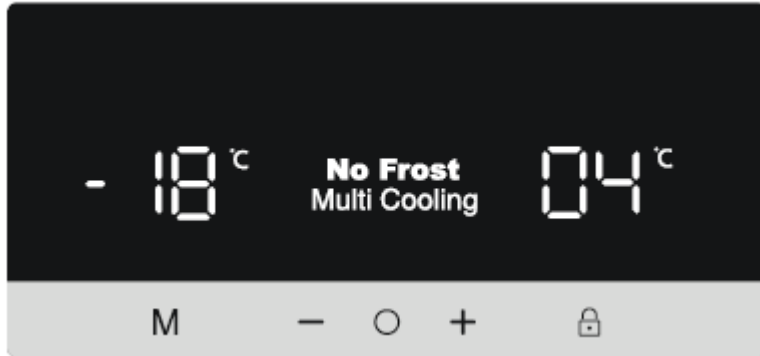 -18 °C
No Frost
Multi Cooling
04 °C
M - ○ +